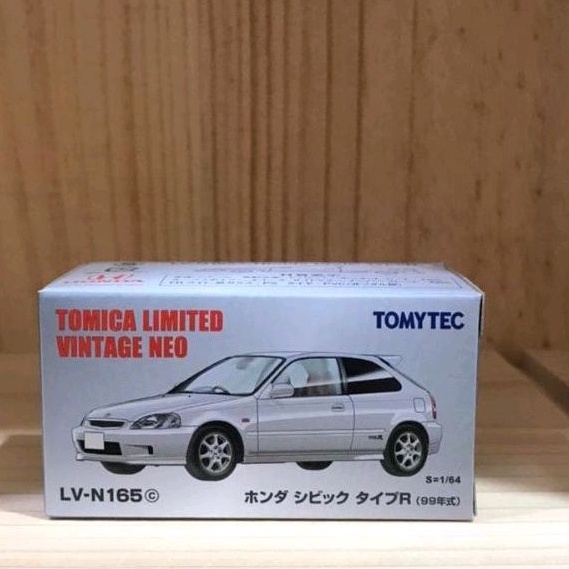 TOMICA LIMITED
VINTAGE NEO
TOMYTEC
S=1/64
LV-N165ⓒ
ホンダ シビック タイプR (99年式)